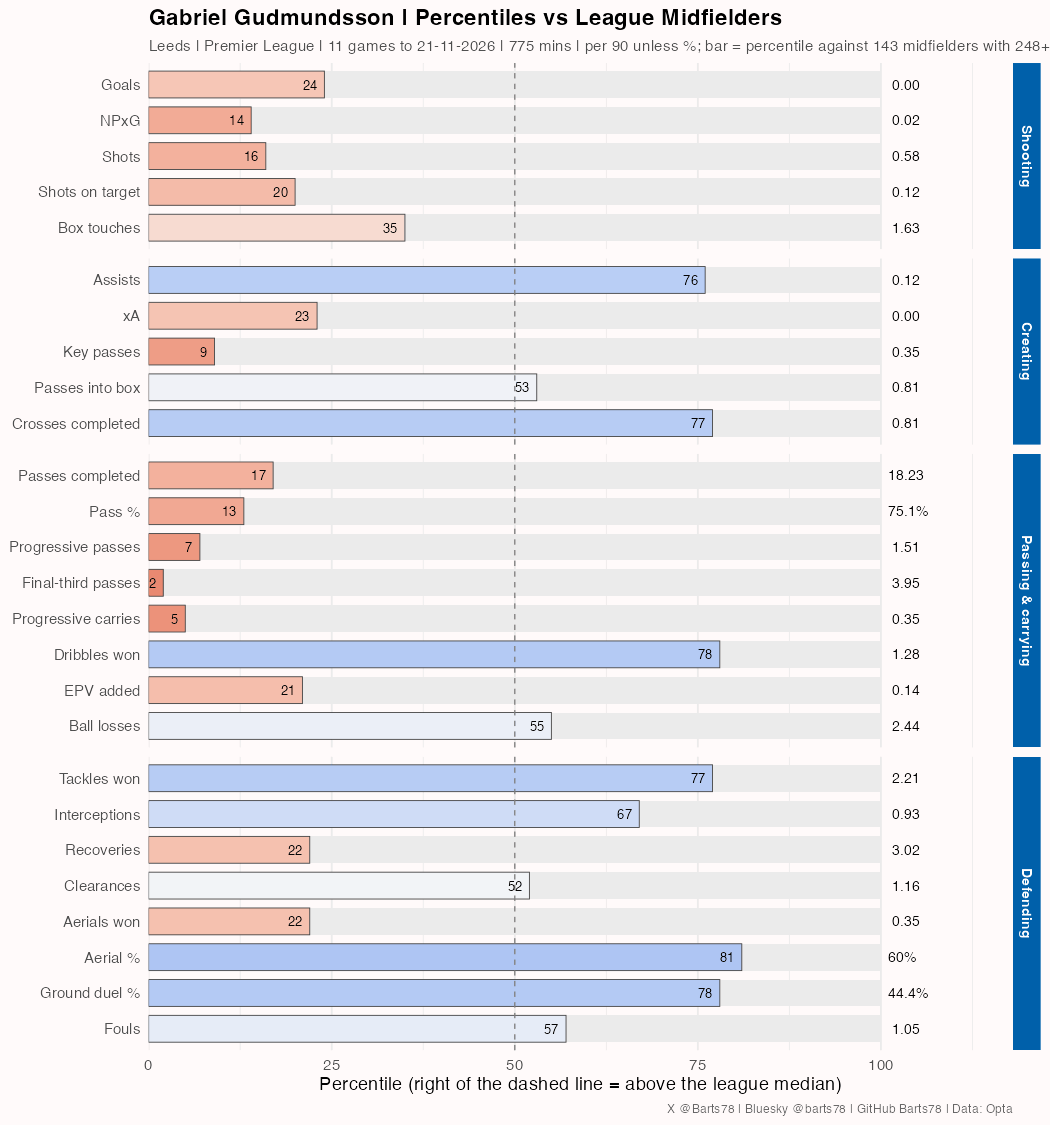 Gabriel Gudmundsson | Percentiles vs League Midfielders
Leeds | Premier League | 11 games to 21-11-2026 | 775 mins | per 90 unless %; bar = percentile against 143 midfielders with 248+
Shooting
Goals 24 0.00
NPxG 14 0.02
Shots 16 0.58
Shots on target 20 0.12
Box touches 35 1.63
Creating
Assists 76 0.12
xA 23 0.00
Key passes 9 0.35
Passes into box 53 0.81
Crosses completed 77 0.81
Passing & carrying
Passes completed 17 18.23
Pass % 13 75.1%
Progressive passes 7 1.51
Final-third passes 2 3.95
Progressive carries 5 0.35
Dribbles won 78 1.28
EPV added 21 0.14
Ball losses 55 2.44
Defending
Tackles won 77 2.21
Interceptions 67 0.93
Recoveries 22 3.02
Clearances 52 1.16
Aerials won 22 0.35
Aerial % 81 60%
Ground duel % 78 44.4%
Fouls 57 1.05
0 25 50 75 100
Percentile (right of the dashed line = above the league median)
X @Barts78 | Bluesky @barts78 | GitHub Barts78 | Data: Opta